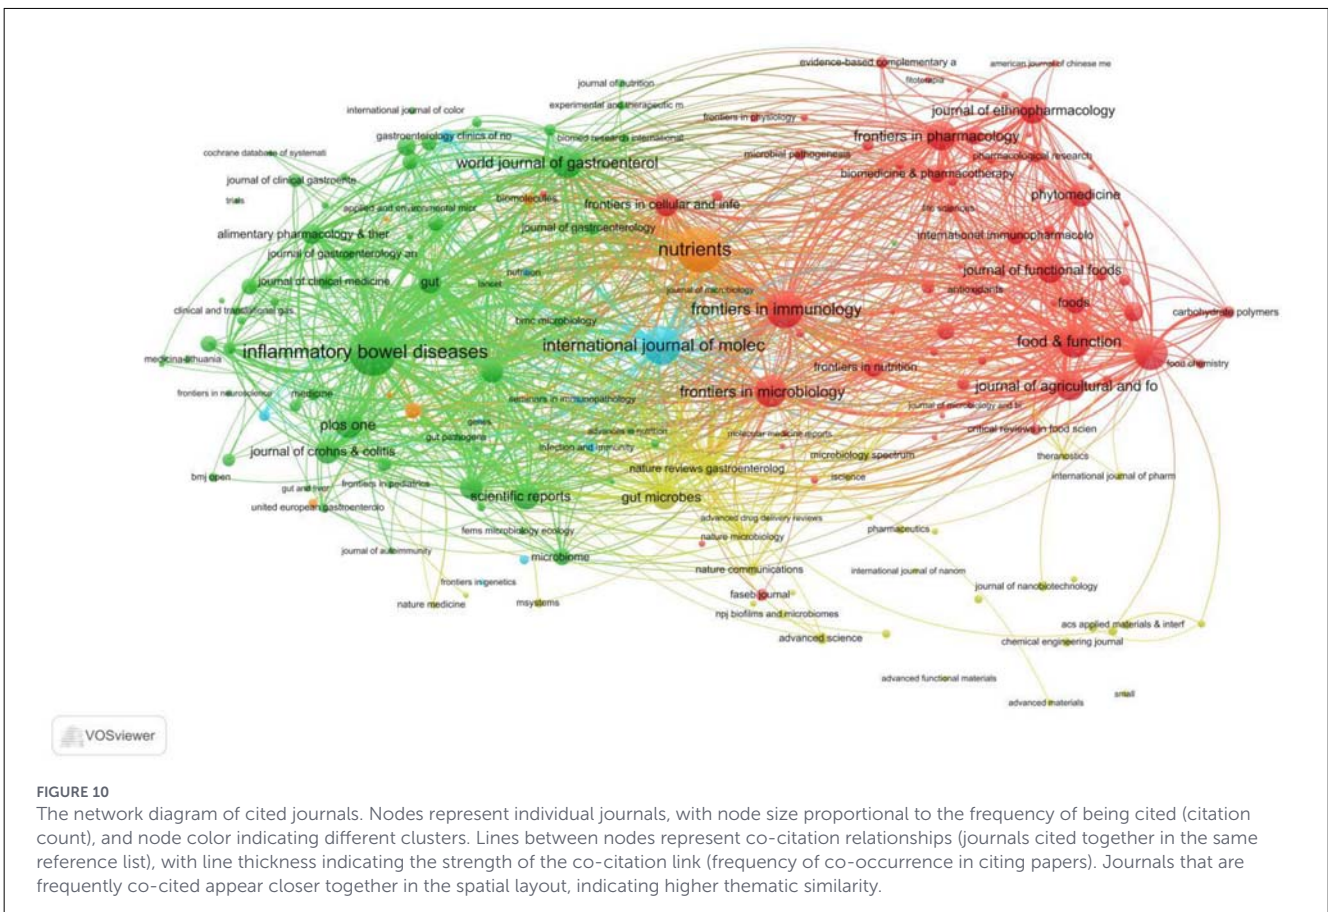 evidence-based complementary a
american journal of chinese me
fitoterapia
journal of nutrition
international journal of color
experimental and therapeutic m
journal of ethnopharmacology
frontiers in physiology
gastroenterology clinics of no
biomed research international
frontiers in pharmacology
cochrane database of systemati
world journal of gastroenterol
microbial pathogenesis
pharmacological research
biomedicine & pharmacotherapy
journal of clinical gastroente
trials
applied and environmental micr
biomolecules
frontiers in cellular and infe
life sciences
phytomedicine
alimentary pharmacology & ther
journal of gastroenterology
international immunopharmacolo
journal of gastroenterology an
nutrients
journal of clinical medicine
gut
lancet
nutrition
journal of microbiology
journal of functional foods
antioxidants
foods
clinical and translational gas
bmc microbiology
frontiers in immunology
carbohydrate polymers
inflammatory bowel diseases
international journal of molec
food & function
medicina-lithuania
food chemistry
frontiers in nutrition
frontiers in neuroscience
medicine
seminars in immunopathology
frontiers in microbiology
journal of agricultural and fo
journal of microbiology and bi
plos one
genes
gut pathogens
advances in nutrition
molecular medicine reports
critical reviews in food scien
journal of crohns & colitis
infection and immunity
microbiology spectrum
theranostics
bmj open
gut and liver
frontiers in pediatrics
nature reviews gastroenterolog
iscience
international journal of pharm
united european gastroenterolo
scientific reports
gut microbes
advanced drug delivery reviews
fems microbiology ecology
nature microbiology
pharmaceutics
journal of autoimmunity
microbiome
nature communications
international journal of nanom
frontiers in genetics
journal of nanobiotechnology
nature medicine
msystems
faseb journal
npj biofilms and microbiomes
acs applied materials & interf
advanced science
chemical engineering journal
advanced functional materials
small
advanced materials
VOSviewer
FIGURE 10
The network diagram of cited journals. Nodes represent individual journals, with node size proportional to the frequency of being cited (citation
count), and node color indicating different clusters. Lines between nodes represent co-citation relationships (journals cited together in the same
reference list), with line thickness indicating the strength of the co-citation link (frequency of co-occurrence in citing papers). Journals that are
frequently co-cited appear closer together in the spatial layout, indicating higher thematic similarity.